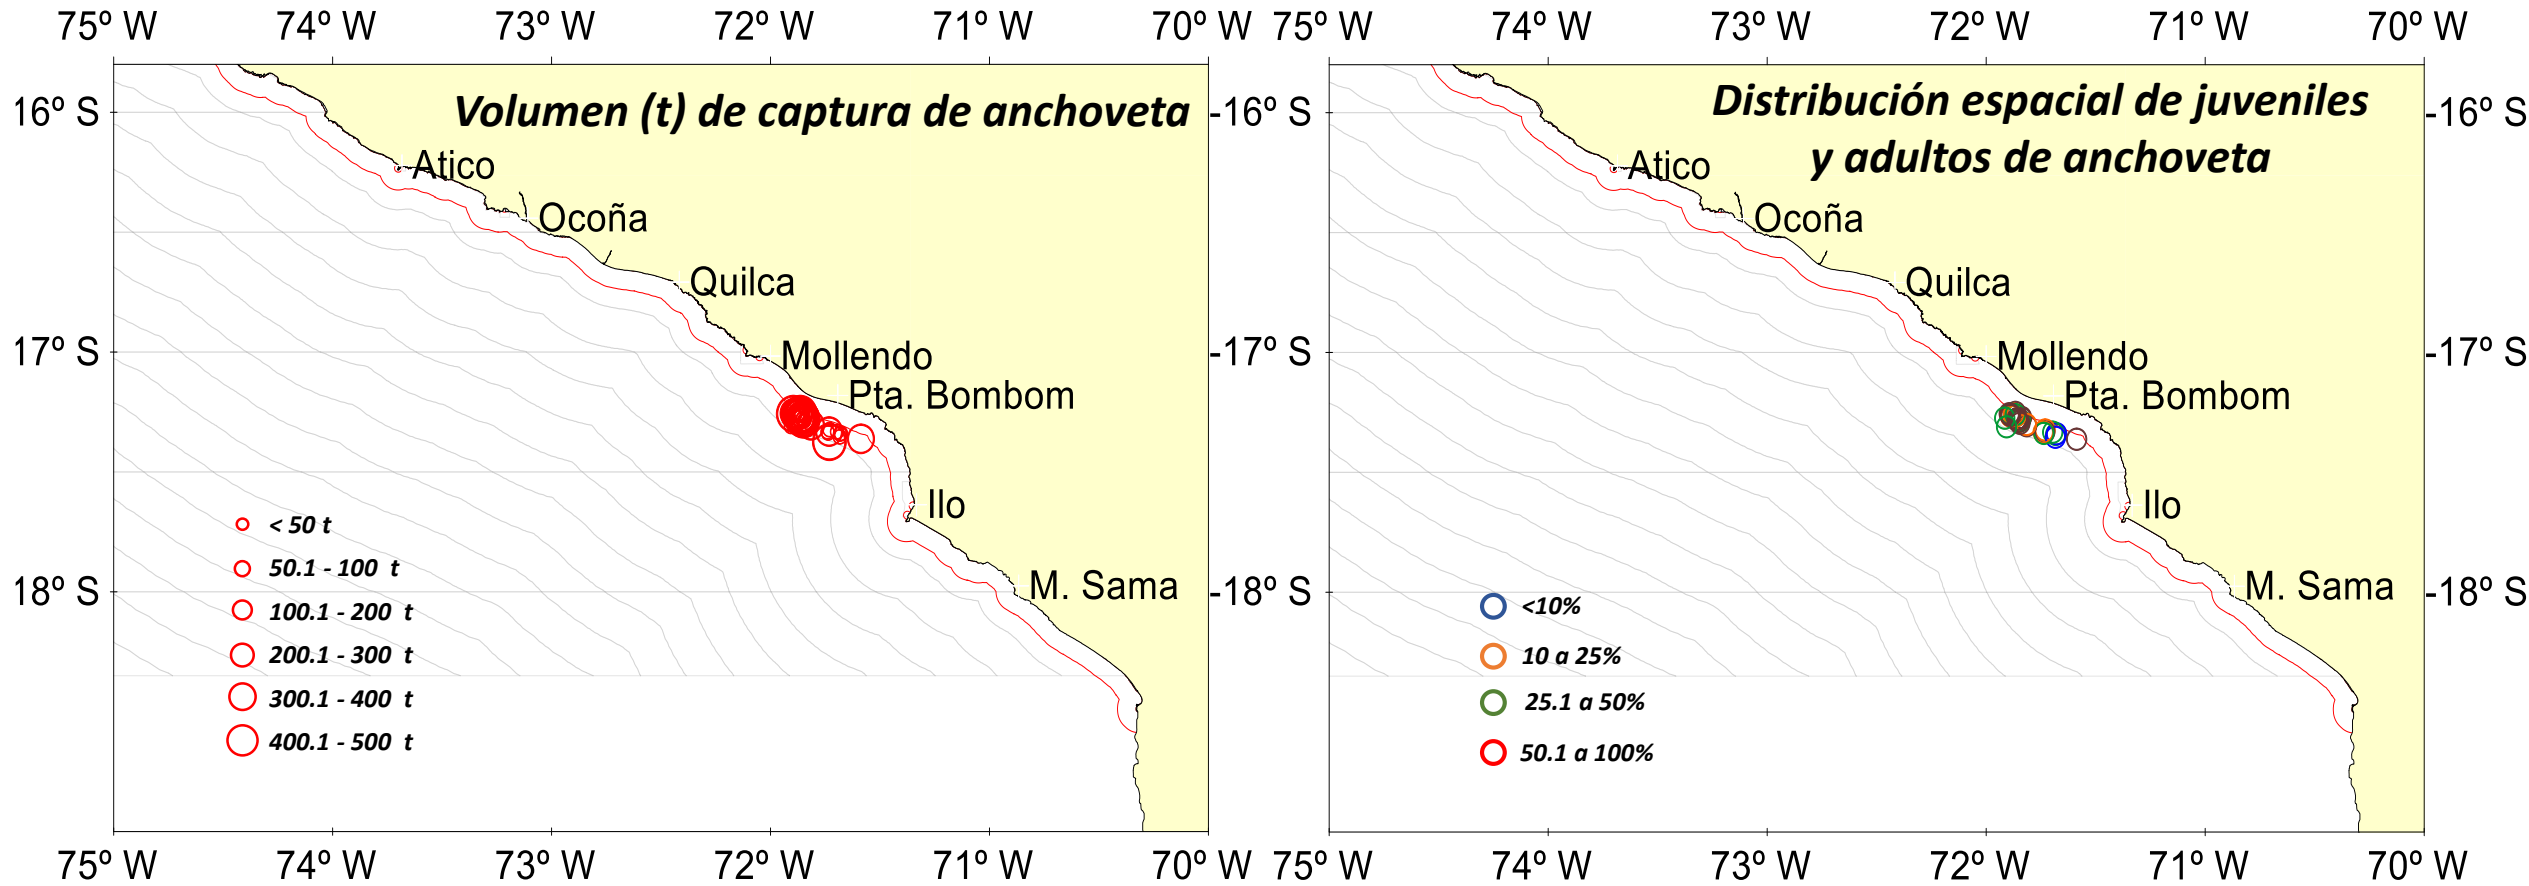 75º W 74º W 73º W 72º W 71º W 70º W
16º S
Volumen (t) de captura de anchoveta
Atico
Ocoña
Quilca
17º S
Mollendo
Pta. Bombom
Ilo
18º S
M. Sama
< 50 t
50.1 - 100 t
100.1 - 200 t
200.1 - 300 t
300.1 - 400 t
400.1 - 500 t
75º W 74º W 73º W 72º W 71º W 70º W
75º W 74º W 73º W 72º W 71º W 70º W
-16º S
-16º S
Distribución espacial de juveniles
y adultos de anchoveta
Atico
Ocoña
Quilca
-17º S
-17º S
Mollendo
Pta. Bombom
Ilo
-18º S
-18º S
M. Sama
<10%
10 a 25%
25.1 a 50%
50.1 a 100%
75º W 74º W 73º W 72º W 71º W 70º W